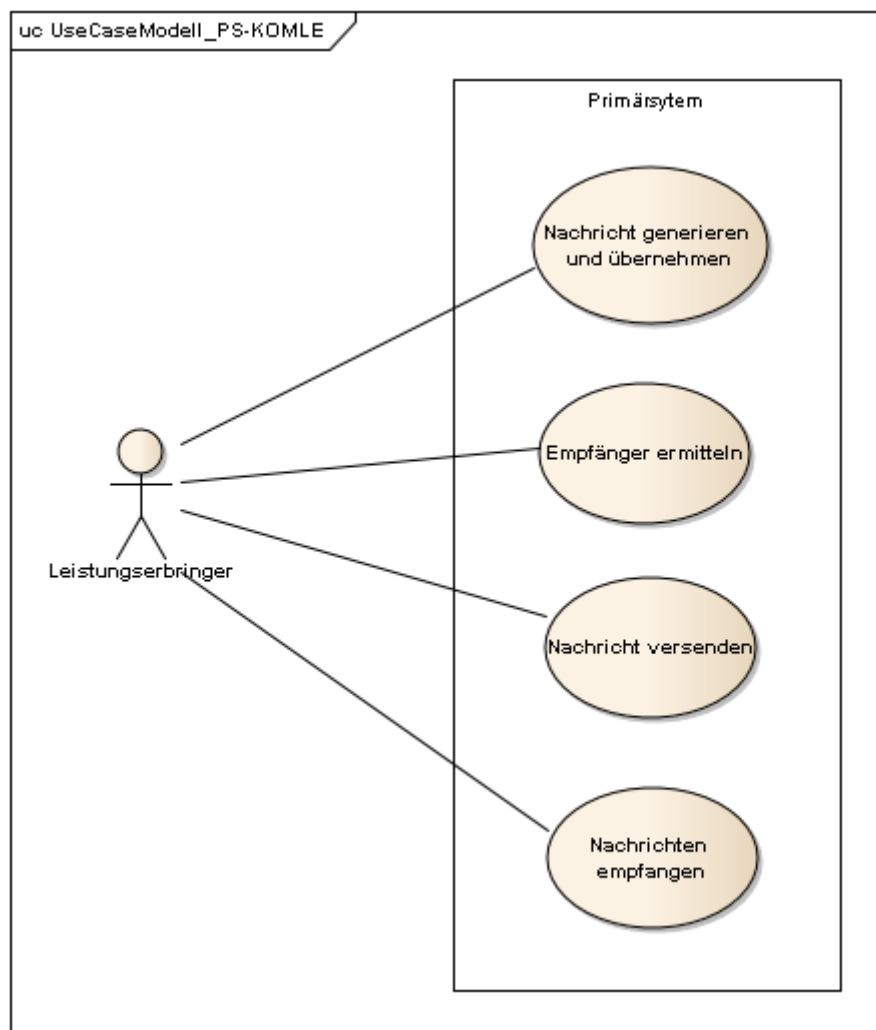 uc UseCaseModell_PS-KOMLE
Primärsytem
Nachricht generieren
und übernehmen
Empfänger ermitteln
Leistungserbringer
Nachricht versenden
Nachrichten
empfangen